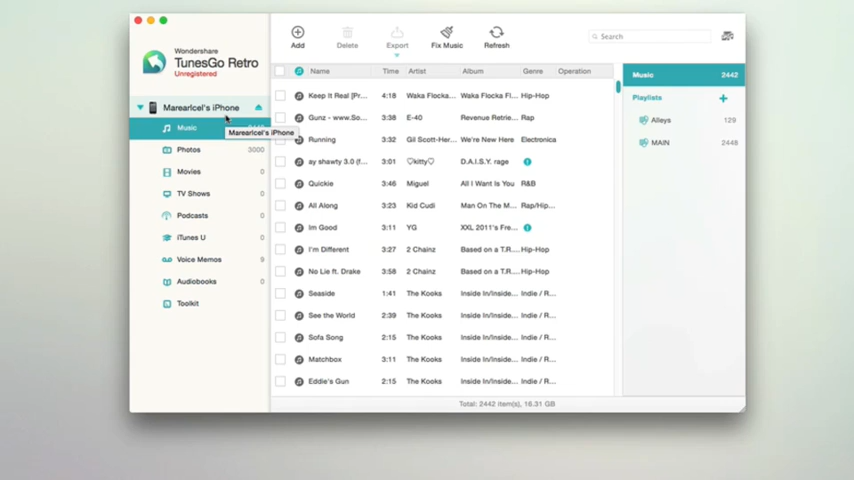 Wondershare
TunesGo Retro
Unregistered
Add
Delete
Export
Fix Music
Refresh
Search
Marearlcel's iPhone
Music
Marearlcel's iPhone
Photos 3000
Movies 0
TV Shows 0
Podcasts 0
iTunes U 0
Voice Memos 9
Audiobooks 0
Toolkit
Name Time Artist Album Genre Operation
Keep It Real [Pr... 4:18 Waka Flocka... Waka Flocka Fl... Hip-Hop
Gunz - www.So... 3:38 E-40 Revenue Retrie... Rap
Running 3:32 Gil Scott-Her... We're New Here Electronica
ay shawty 3.0 (f... 3:01 ♡kitty♡ D.A.I.S.Y. rage
Quickie 3:46 Miguel All I Want Is You R&B
All Along 3:23 Kid Cudi Man On The M... Rap/Hip...
Im Good 3:11 YG XXL 2011's Fre...
I'm Different 3:27 2 Chainz Based on a T.R.... Hip-Hop
No Lie ft. Drake 3:58 2 Chainz Based on a T.R.... Hip-Hop
Seaside 1:41 The Kooks Inside In/Inside... Indie / R...
See the World 2:39 The Kooks Inside In/Inside... Indie / R...
Sofa Song 2:15 The Kooks Inside In/Inside... Indie / R...
Matchbox 3:11 The Kooks Inside In/Inside... Indie / R...
Eddie's Gun 2:15 The Kooks Inside In/Inside... Indie / R...
Total: 2442 item(s), 16.31 GB
Music 2442
Playlists
Alleys 129
MAIN 2448